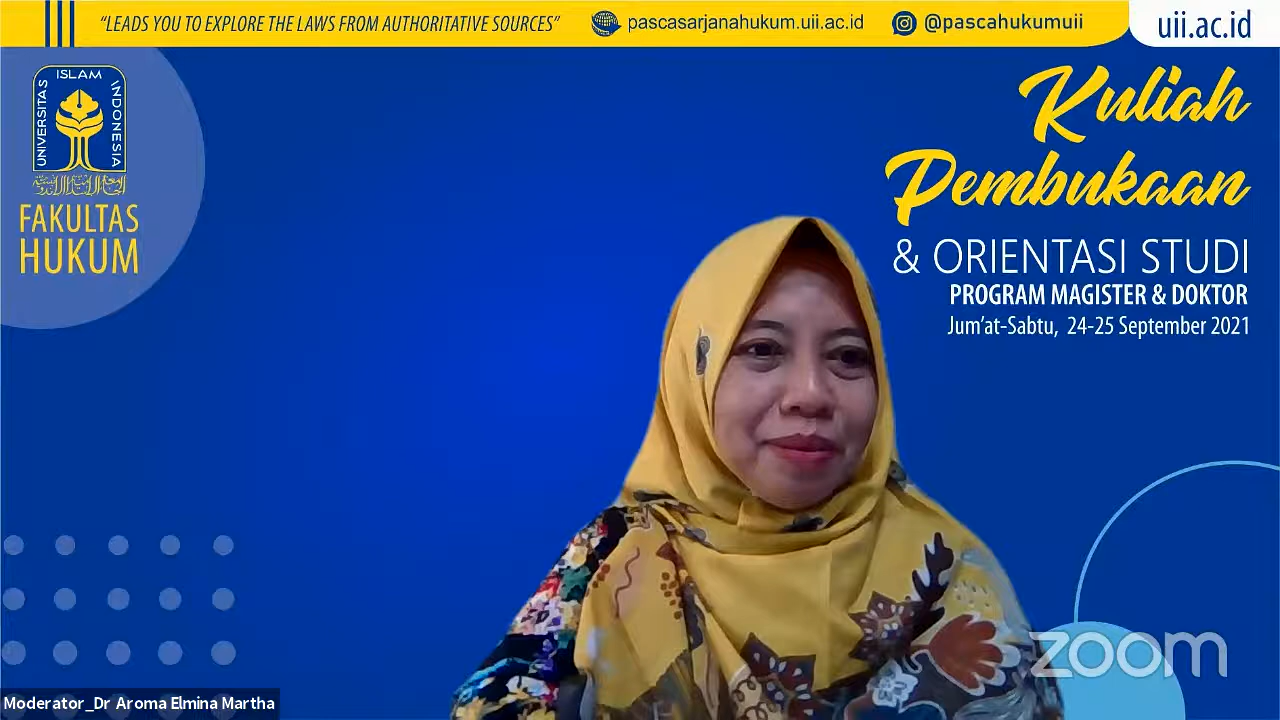 “LEADS YOU TO EXPLORE THE LAWS FROM AUTHORITATIVE SOURCES”
pascasarjanahukum.uii.ac.id
@pascahukumuii
uii.ac.id
UNIVERSITAS
ISLAM
INDONESIA
FAKULTAS
HUKUM
Kuliah
Pembukaan
& ORIENTASI STUDI
PROGRAM MAGISTER & DOKTOR
Jum’at-Sabtu, 24-25 September 2021
zoom
Moderator_Dr Aroma Elmina Martha